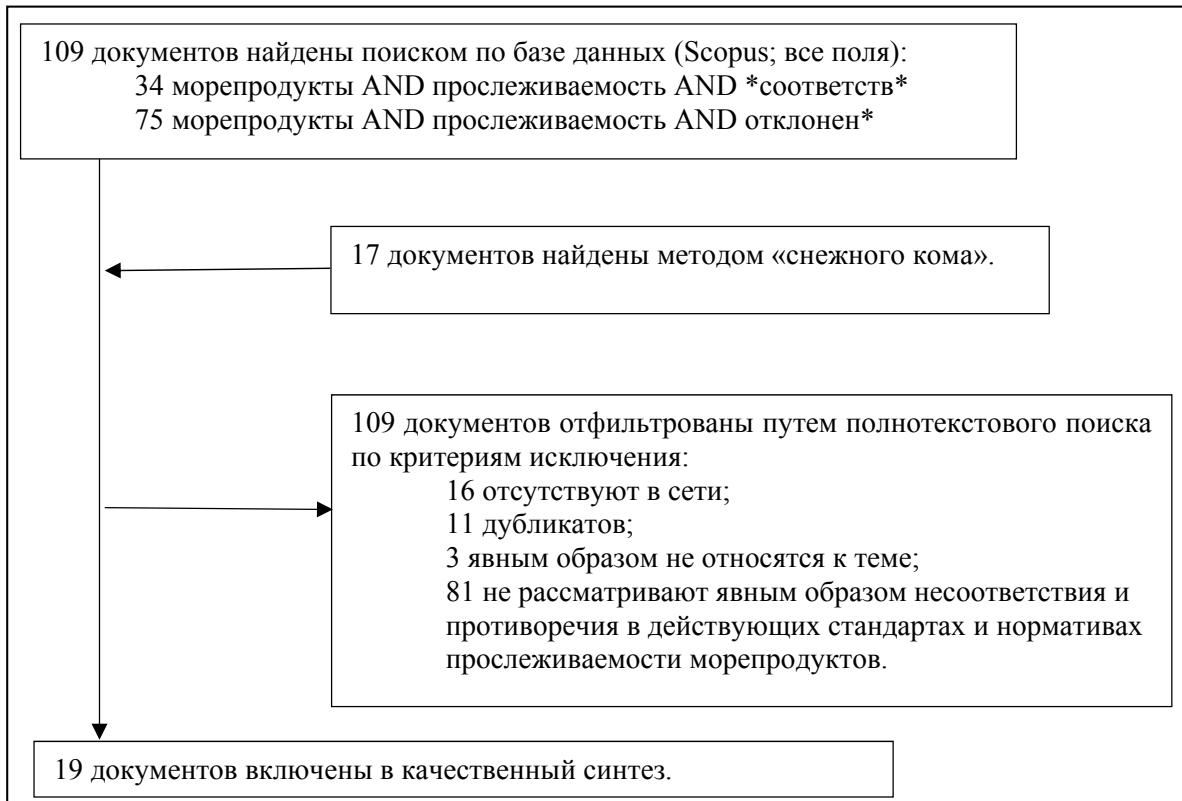 109 документов найдены поиском по базе данных (Scopus; все поля):
34 морепродукты AND прослеживаемость AND *соответств*
75 морепродукты AND прослеживаемость AND отклонен*
17 документов найдены методом «снежного кома».
109 документов отфильтрованы путем полнотекстового поиска
по критериям исключения:
16 отсутствуют в сети;
11 дубликатов;
3 явным образом не относятся к теме;
81 не рассматривают явным образом несоответствия и
противоречия в действующих стандартах и нормативах
прослеживаемости морепродуктов.
19 документов включены в качественный синтез.